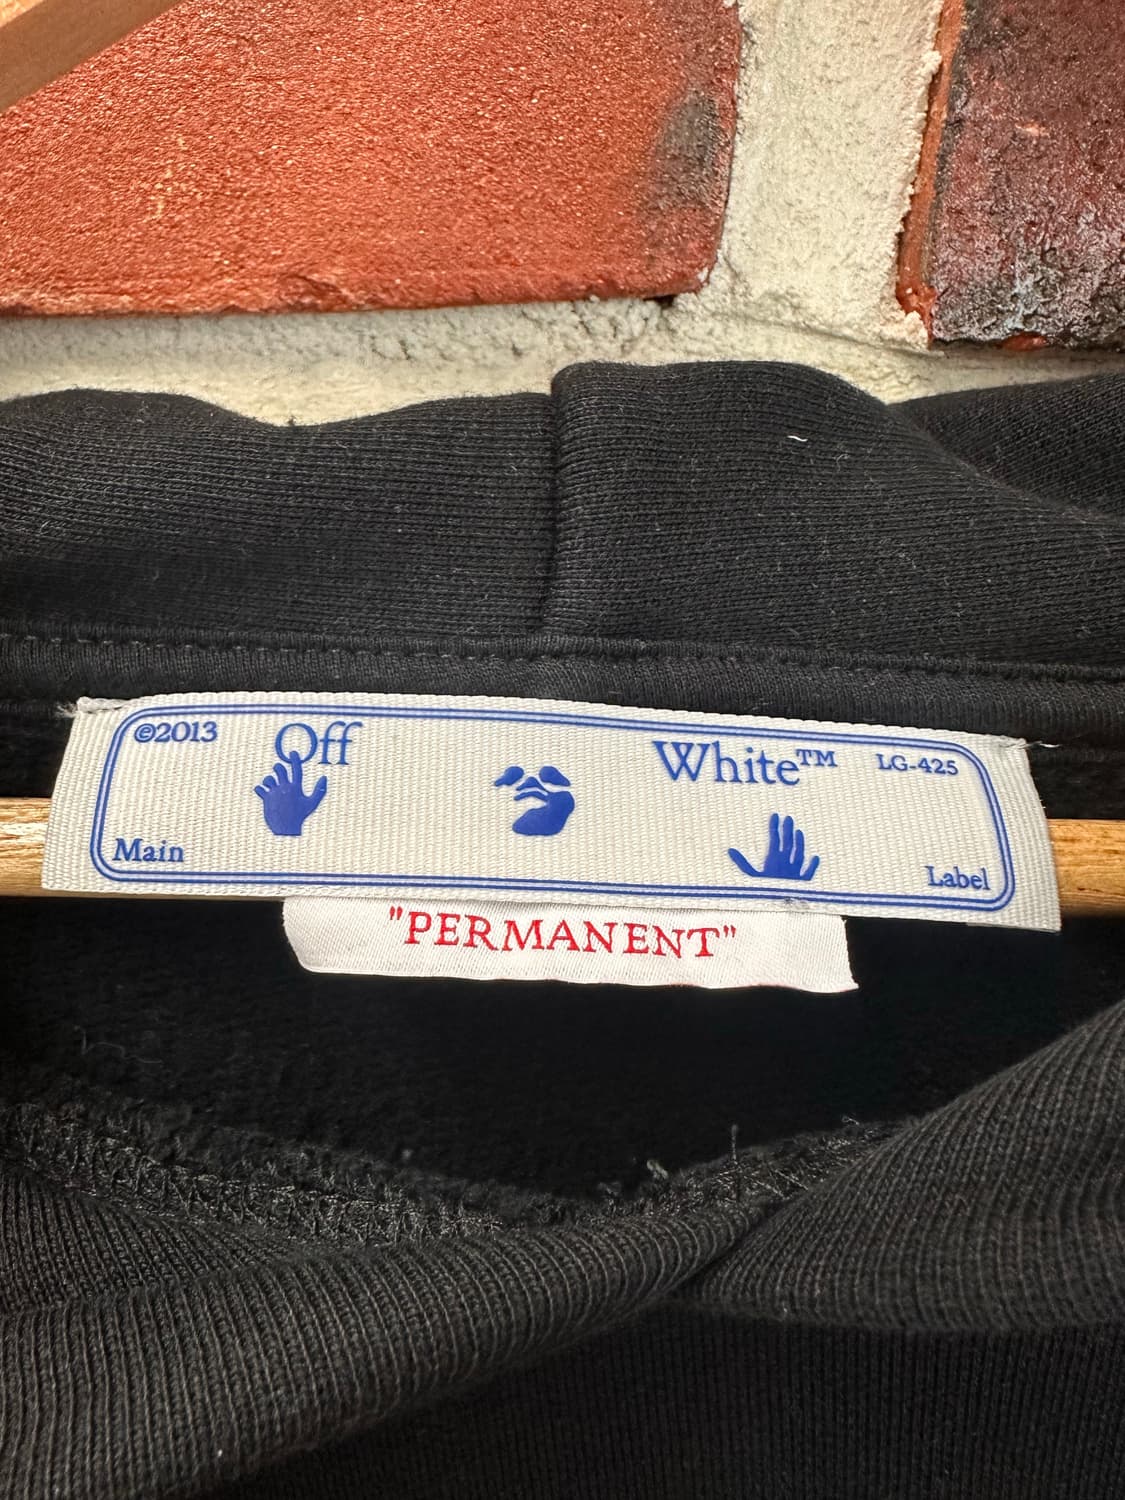 ©2013 Off White™ LG-425
Main Label
"PERMANENT"